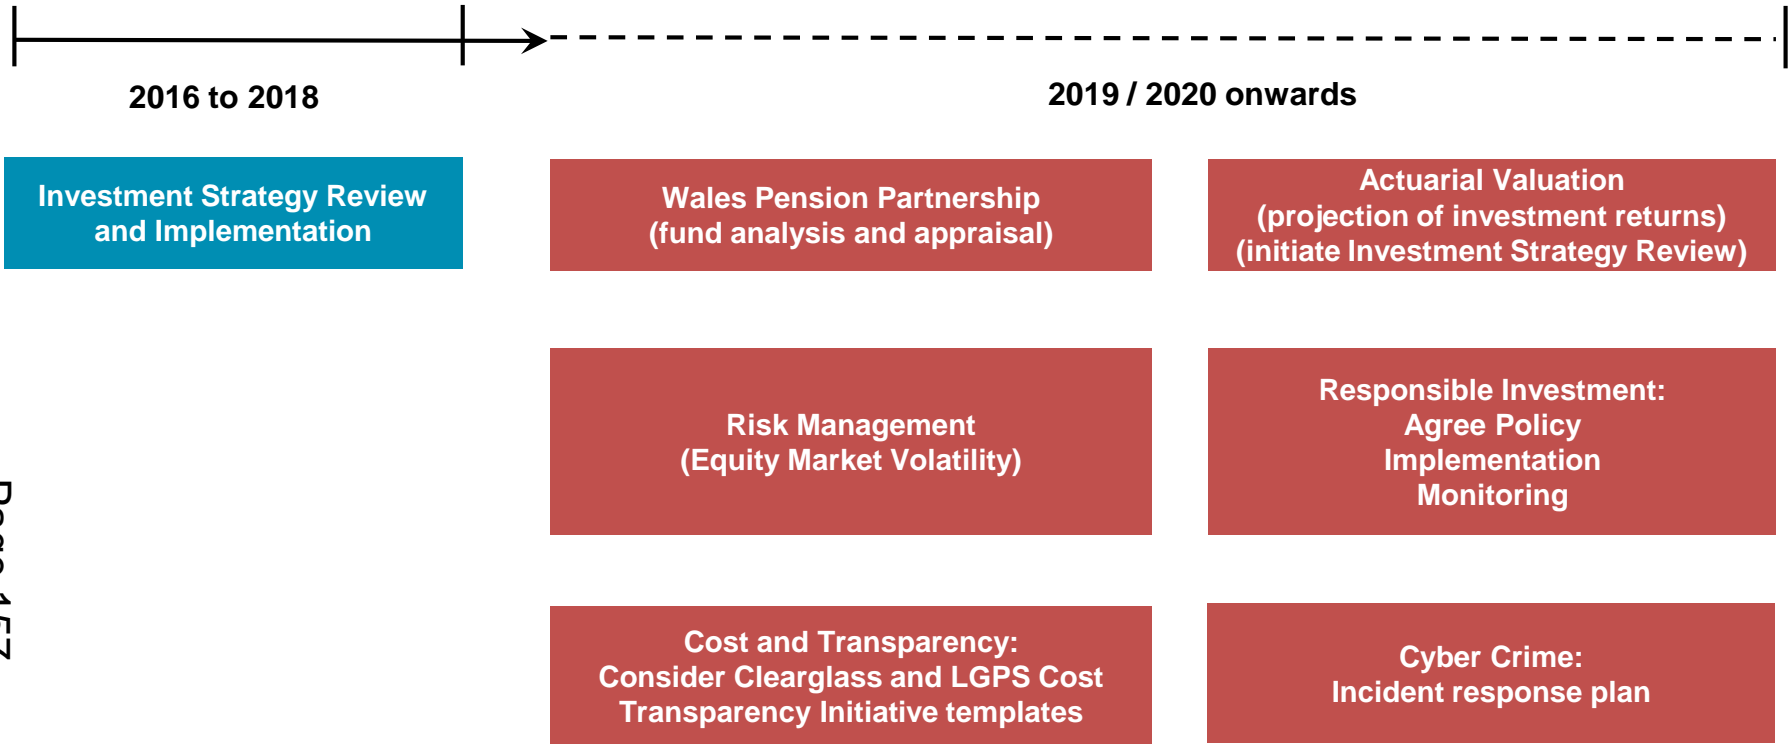 2016 to 2018
2019 / 2020 onwards
Investment Strategy Review
and Implementation
Wales Pension Partnership
(fund analysis and appraisal)
Actuarial Valuation
(projection of investment returns)
(initiate Investment Strategy Review)
Risk Management
(Equity Market Volatility)
Responsible Investment:
Agree Policy
Implementation
Monitoring
Cost and Transparency:
Consider Clearglass and LGPS Cost
Transparency Initiative templates
Cyber Crime:
Incident response plan
Page 157